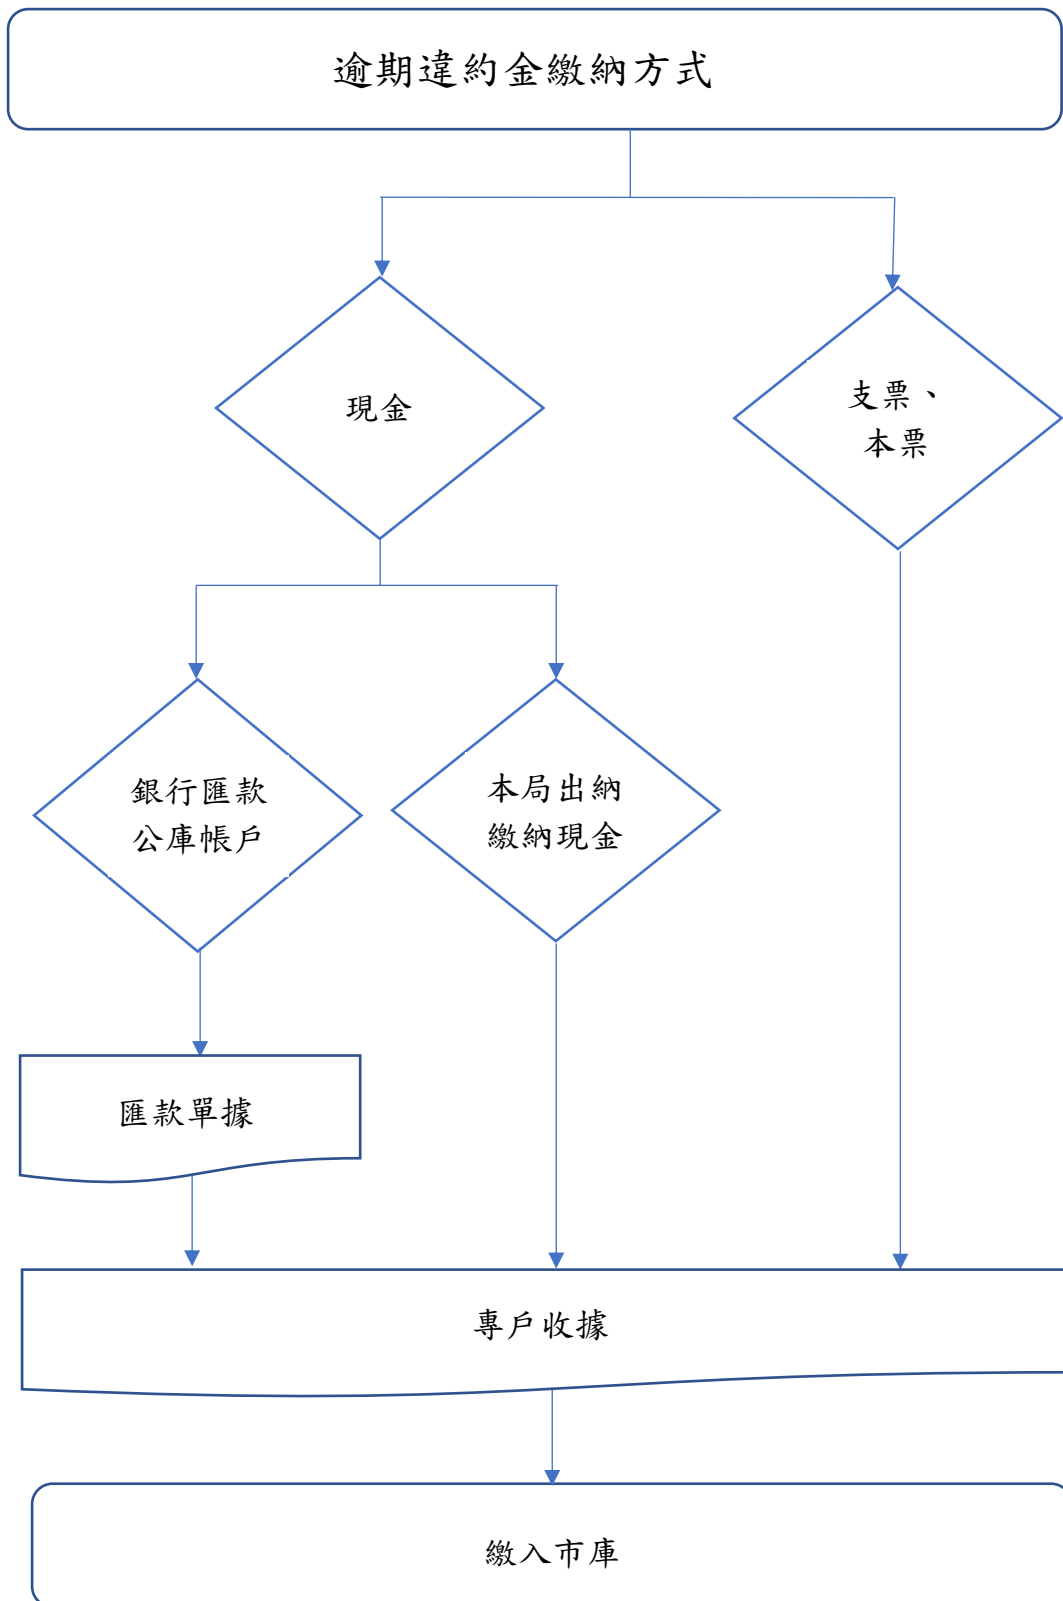 逾期違約金繳納方式
現金
支票、
本票
銀行匯款
公庫帳戶
本局出納
繳納現金
匯款單據
專戶收據
繳入市庫